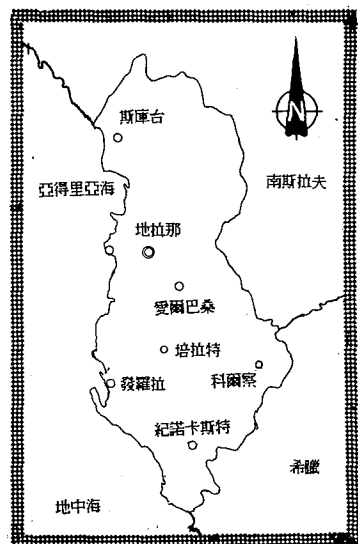 斯庫台
N
亞得里亞海
南斯拉夫
地拉那
愛爾巴桑
培拉特
發羅拉
科爾察
紀諾卡斯特
希臘
地中海